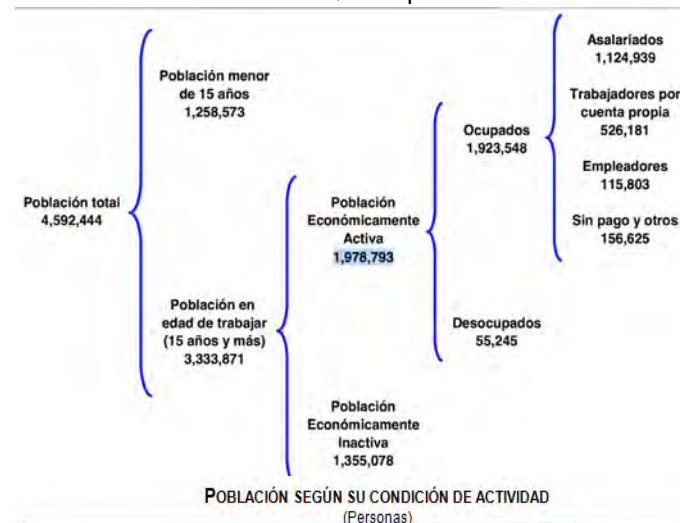 Población total
4,592,444
Población menor
de 15 años
1,258,573
Población en
edad de trabajar
(15 años y más)
3,333,871
Población
Económicamente
Activa
1,978,793
Población
Económicamente
Inactiva
1,355,078
Ocupados
1,923,548
Desocupados
55,245
Asalariados
1,124,939
Trabajadores por
cuenta propia
526,181
Empleadores
115,803
Sin pago y otros
156,625
POBLACIÓN SEGÚN SU CONDICIÓN DE ACTIVIDAD
(Personas)